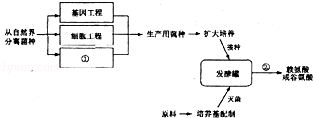 基因工程
从自然界
分离菌种
细胞工程
①
生产用菌种
扩大培养
接种
发酵罐
②
赖氨酸
或谷氨酸
灭菌
原料
培养基配制